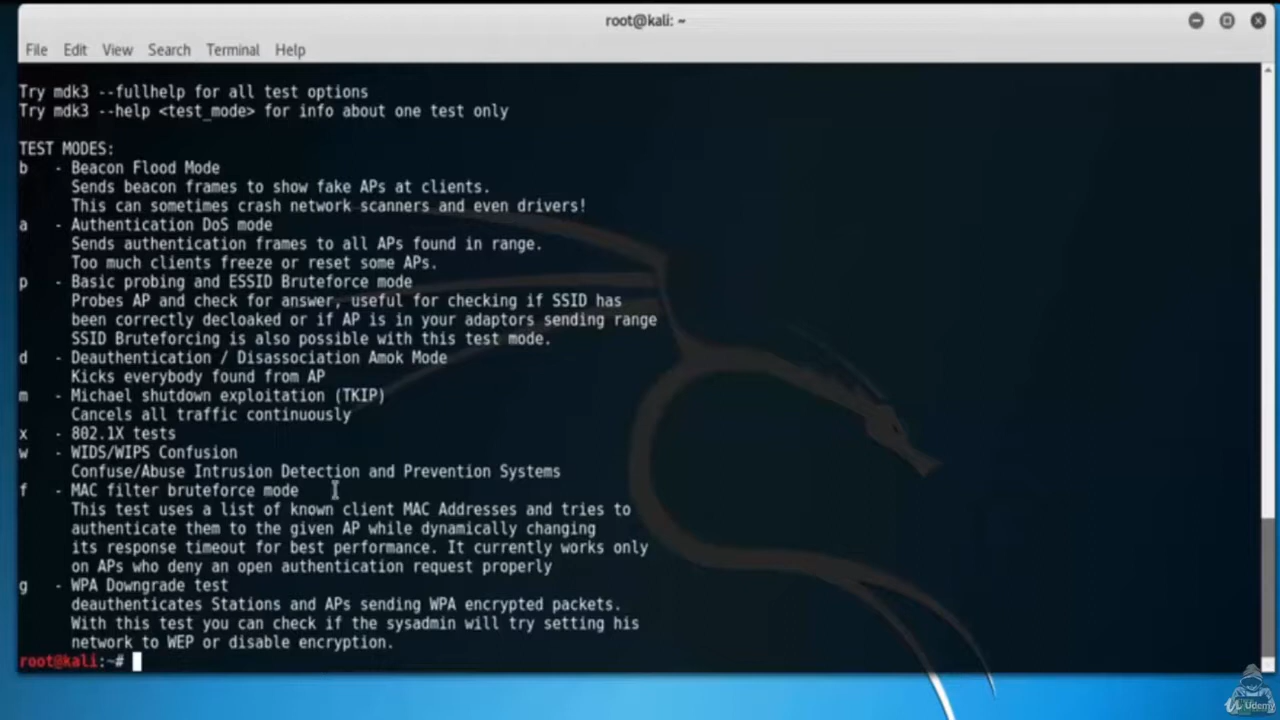 root@kali: ~
File Edit View Search Terminal Help
Try mdk3 --fullhelp for all test options
Try mdk3 --help <test_mode> for info about one test only
TEST MODES:
b - Beacon Flood Mode
Sends beacon frames to show fake APs at clients.
This can sometimes crash network scanners and even drivers!
a - Authentication DoS mode
Sends authentication frames to all APs found in range.
Too much clients freeze or reset some APs.
p - Basic probing and ESSID Bruteforce mode
Probes AP and check for answer, useful for checking if SSID has
been correctly decloaked or if AP is in your adaptors sending range
SSID Bruteforcing is also possible with this test mode.
d - Deauthentication / Disassociation Amok Mode
Kicks everybody found from AP
m - Michael shutdown exploitation (TKIP)
Cancels all traffic continuously
x - 802.1X tests
w - WIDS/WIPS Confusion
Confuse/Abuse Intrusion Detection and Prevention Systems
f - MAC filter bruteforce mode
This test uses a list of known client MAC Addresses and tries to
authenticate them to the given AP while dynamically changing
its response timeout for best performance. It currently works only
on APs who deny an open authentication request properly
g - WPA Downgrade test
deauthenticates Stations and APs sending WPA encrypted packets.
With this test you can check if the sysadmin will try setting his
network to WEP or disable encryption.
root@kali:~#
Udemy